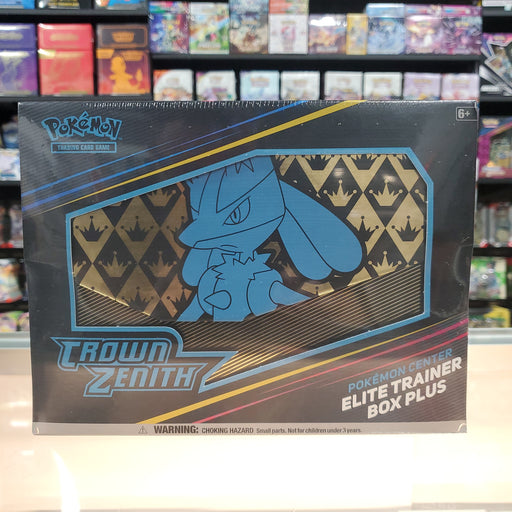 POKéMON
TRADING CARD GAME
6+
CROWN
ZENITH
POKÉMON CENTER
ELITE TRAINER
BOX PLUS
WARNING: CHOKING HAZARD Small parts. Not for children under 3 years.